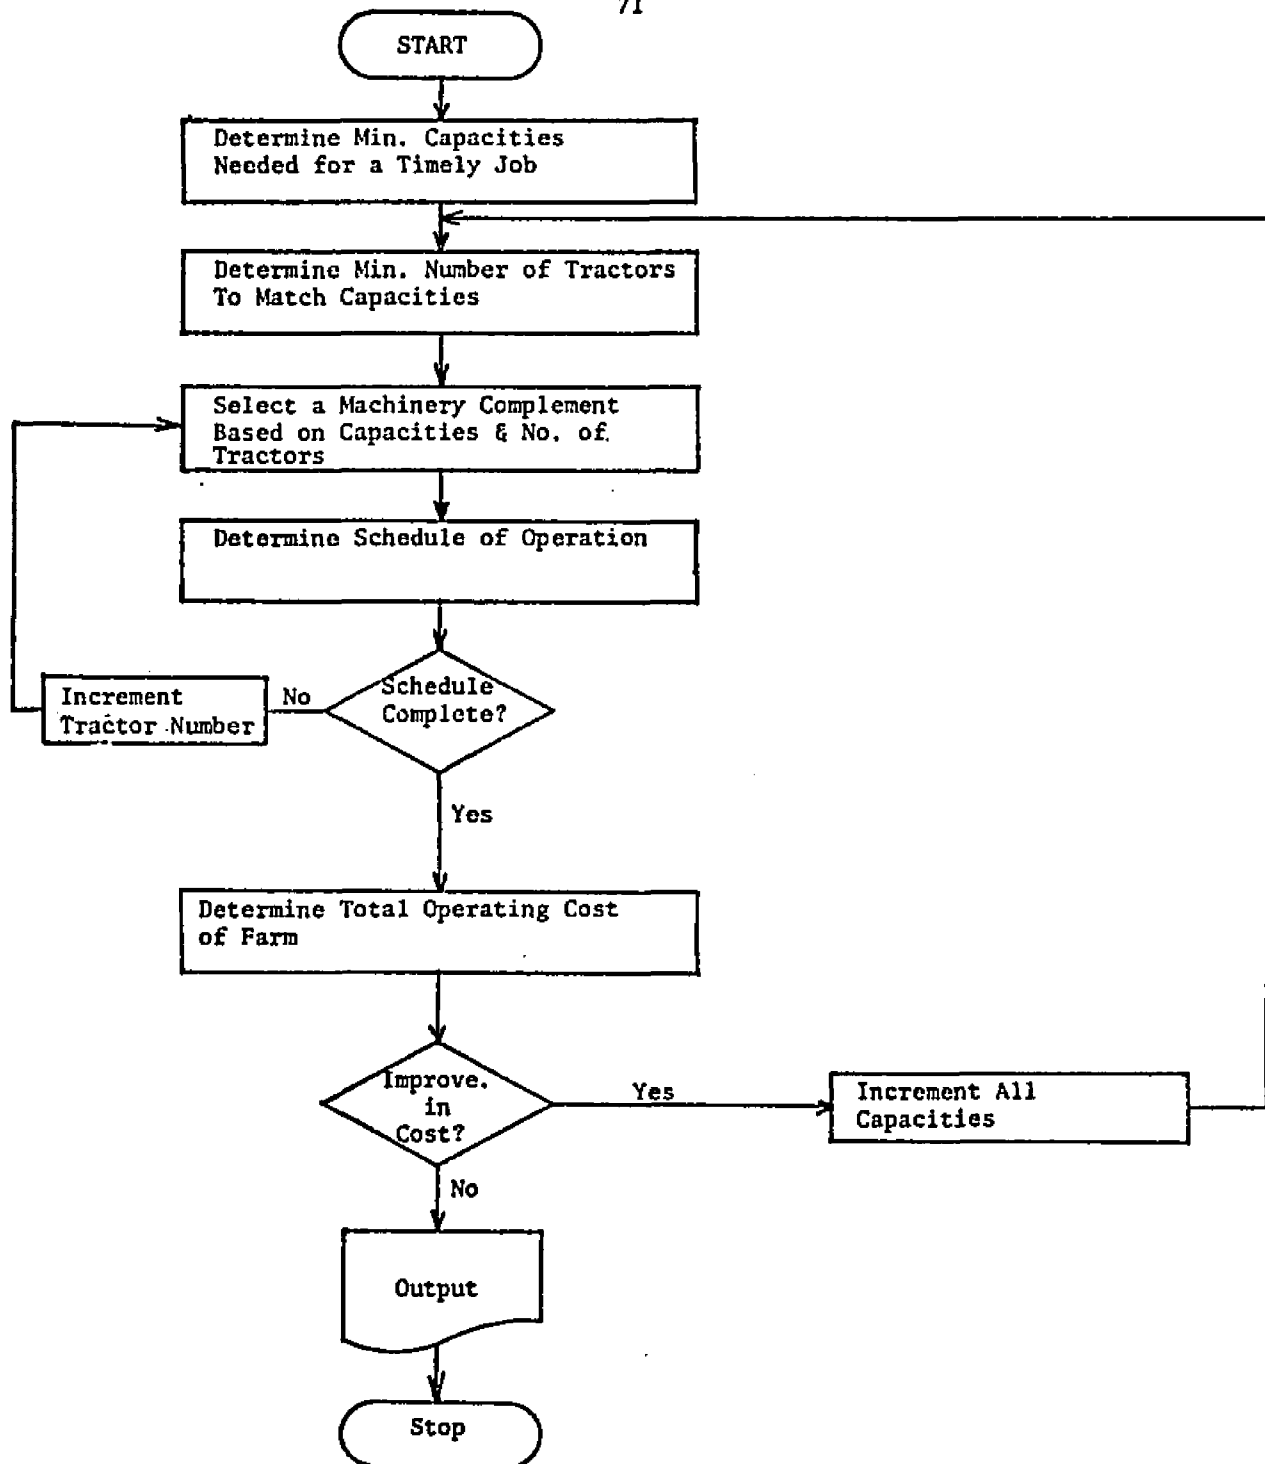 71
START
Determine Min. Capacities
Needed for a Timely Job
Determine Min. Number of Tractors
To Match Capacities
Select a Machinery Complement
Based on Capacities & No. of
Tractors
Determine Schedule of Operation
Schedule
Complete?
No
Increment
Tractor Number
Yes
Determine Total Operating Cost
of Farm
Improve.
in
Cost?
Yes
Increment All
Capacities
No
Output
Stop